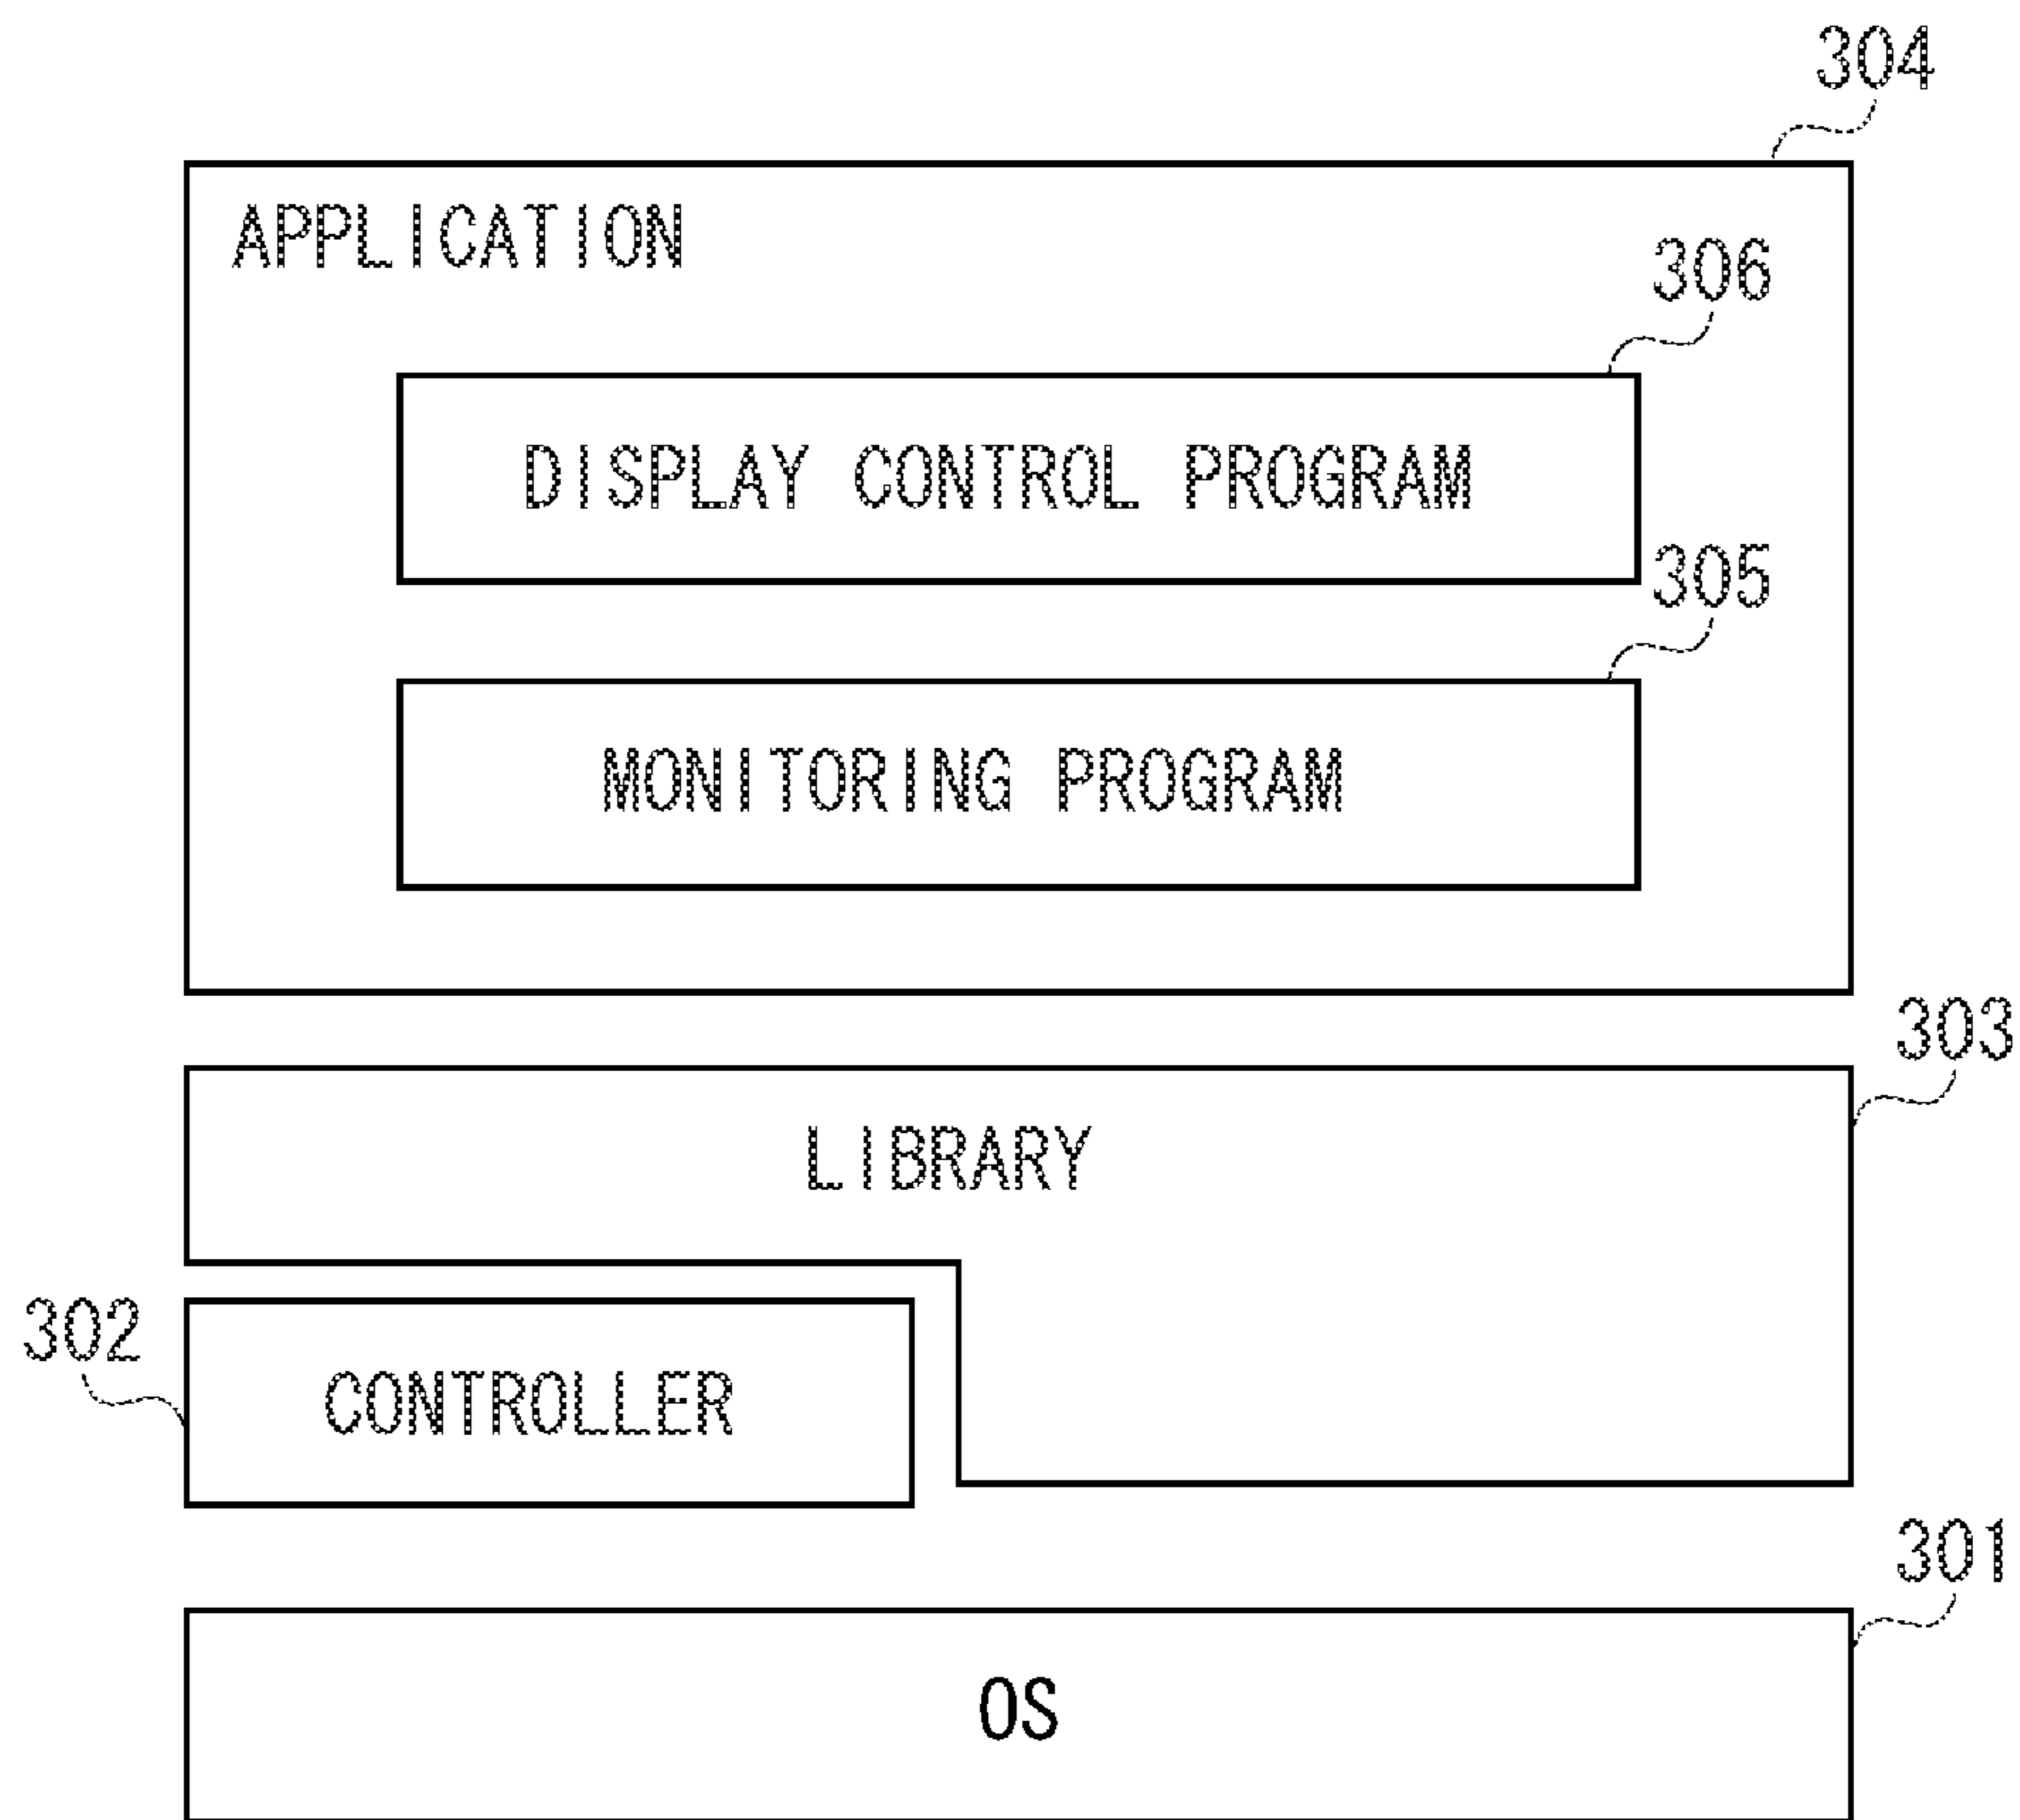 304
APPLICATION
306
DISPLAY CONTROL PROGRAM
305
MONITORING PROGRAM
303
LIBRARY
302
CONTROLLER
301
OS